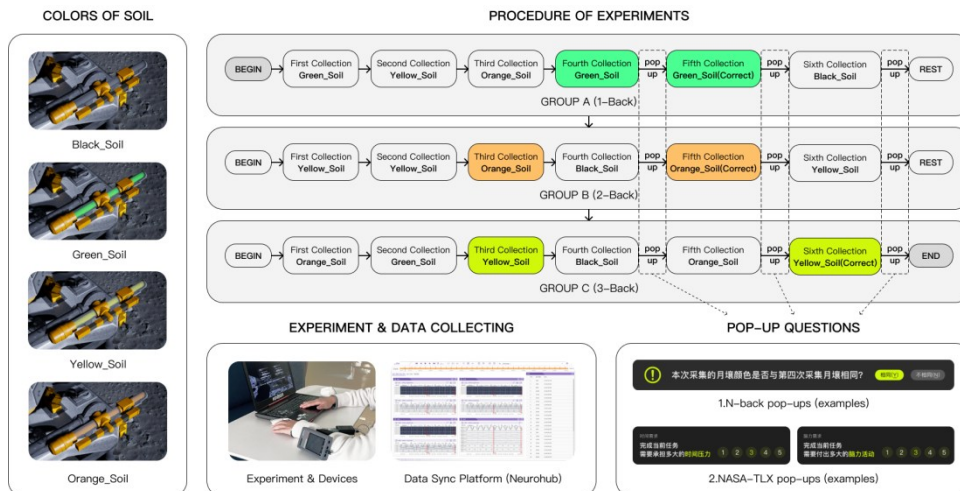 COLORS OF SOIL
Black_Soil
Green_Soil
Yellow_Soil
Orange_Soil
PROCEDURE OF EXPERIMENTS
BEGIN
First Collection
Green_Soil
Second Collection
Yellow_Soil
Third Collection
Orange_Soil
Fourth Collection
Green_Soil
pop
up
Fifth Collection
Green_Soil(Correct)
pop
up
Sixth Collection
Black_Soil
pop
up
REST
GROUP A (1-Back)
BEGIN
First Collection
Yellow_Soil
Second Collection
Yellow_Soil
Third Collection
Orange_Soil
Fourth Collection
Black_Soil
pop
up
Fifth Collection
Orange_Soil(Correct)
pop
up
Sixth Collection
Yellow_Soil
pop
up
REST
GROUP B (2-Back)
BEGIN
First Collection
Orange_Soil
Second Collection
Green_Soil
Third Collection
Yellow_Soil
Fourth Collection
Black_Soil
pop
up
Fifth Collection
Orange_Soil
pop
up
Sixth Collection
Yellow_Soil(Correct)
pop
up
END
GROUP C (3-Back)
EXPERIMENT & DATA COLLECTING
Experiment & Devices
Data Sync Platform (Neurohub)
POP-UP QUESTIONS
本次采集的月壤颜色是否与第四次采集月壤相同?
相同(Y)
不相同(N)
1.N-back pop-ups (examples)
完成当前任务
需要承担多大的时间压力
1 2 3 4 5
完成当前任务
需要付出多大的脑力活动
1 2 3 4 5
2.NASA-TLX pop-ups (examples)